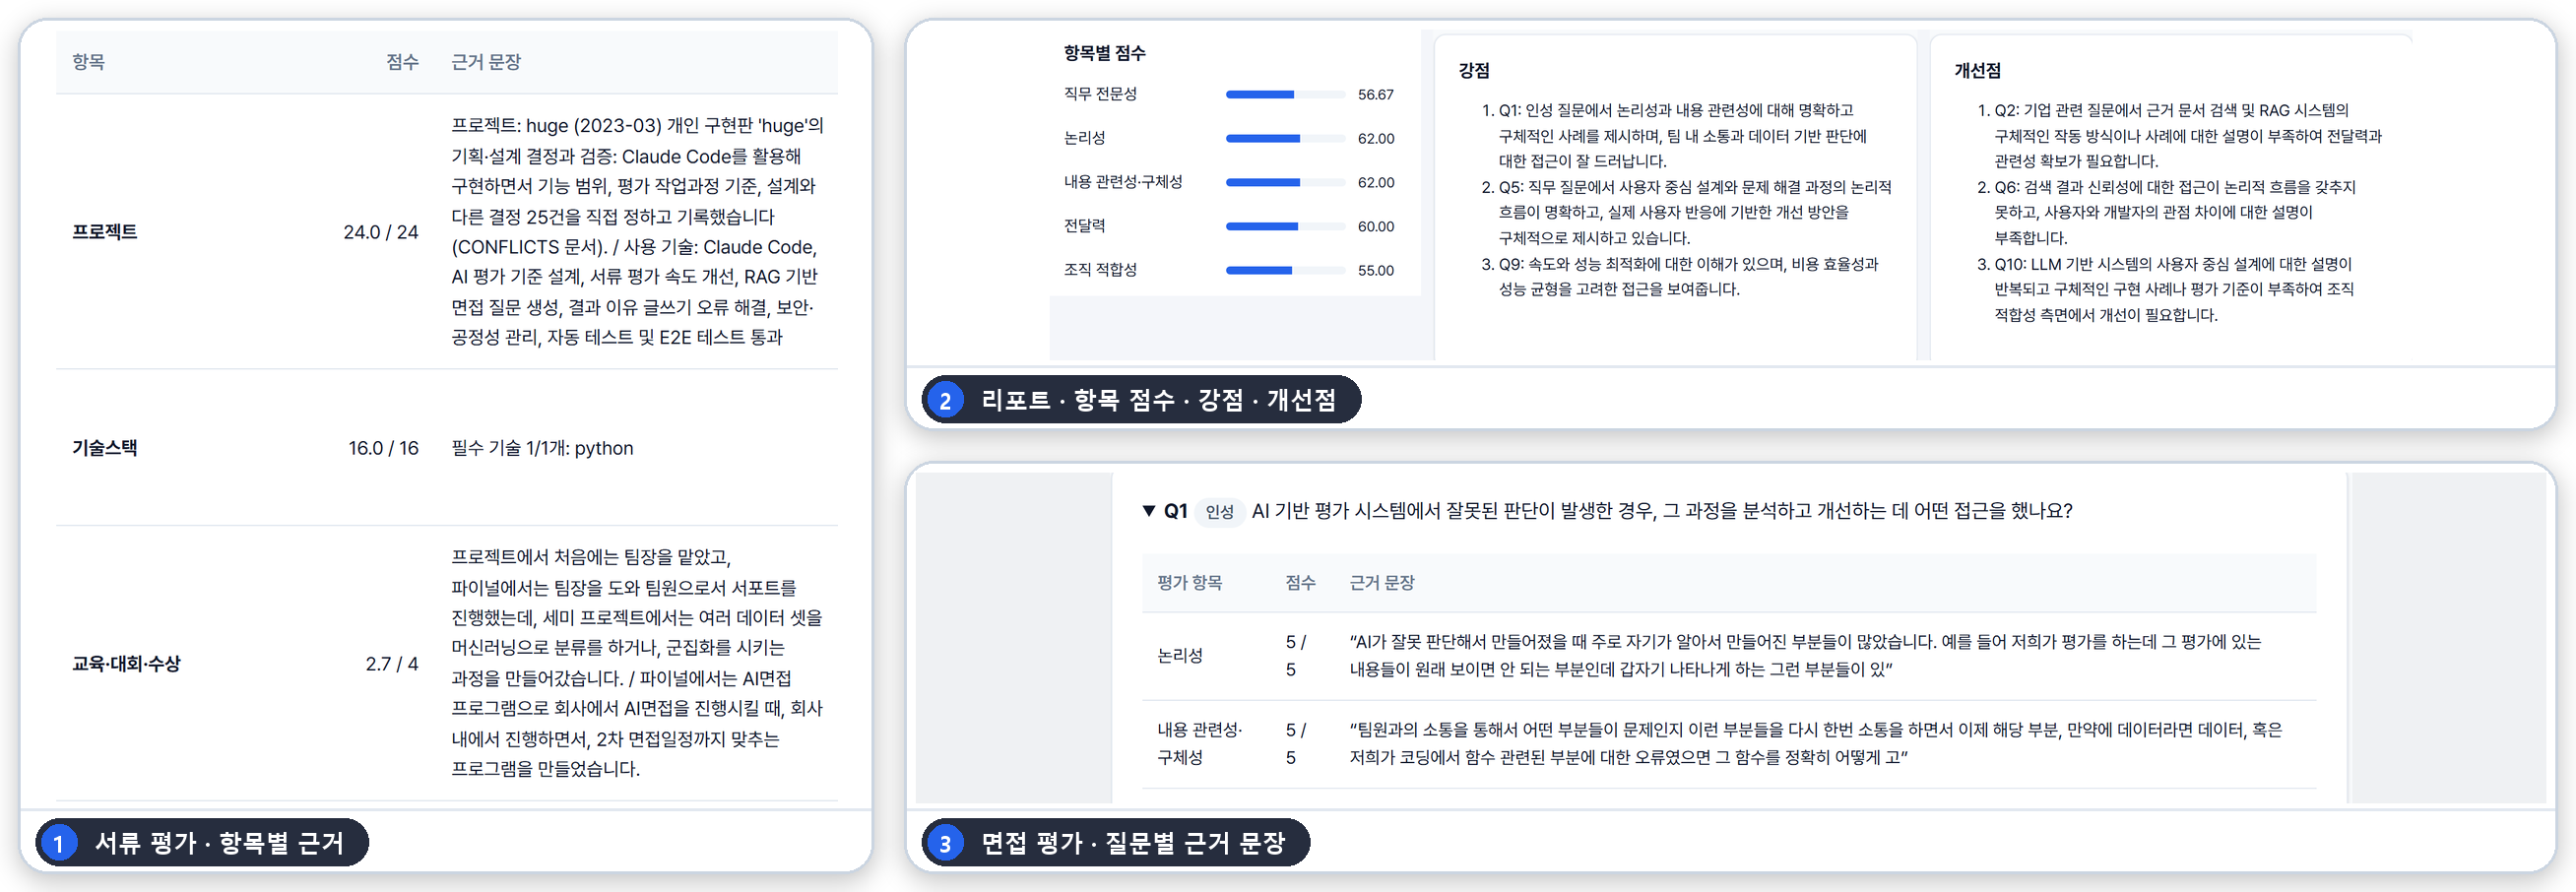 항목 점수 근거 문장
프로젝트: huge (2023-03) 개인 구현판 'huge'의
기획·설계 결정과 검증: Claude Code를 활용해
구현하면서 기능 범위, 평가 작업과정 기준, 설계와
프로젝트 24.0 / 24 다른 결정 25건을 직접 정하고 기록했습니다
(CONFLICTS 문서). / 사용 기술: Claude Code,
AI 평가 기준 설계, 서류 평가 속도 개선, RAG 기반
면접 질문 생성, 결과 이유 글쓰기 오류 해결, 보안·
공정성 관리, 자동 테스트 및 E2E 테스트 통과
기술스택 16.0 / 16 필수 기술 1/1개: python
프로젝트에서 처음에는 팀장을 맡았고,
파이널에서는 팀장을 도와 팀원으로서 서포트를
진행했는데, 세미 프로젝트에서는 여러 데이터 셋을
머신러닝으로 분류를 하거나, 군집화를 시키는
교육·대회·수상 2.7 / 4 과정을 만들어갔습니다. / 파이널에서는 AI면접
프로그램으로 회사에서 AI면접을 진행시킬 때, 회사
내에서 진행하면서, 2차 면접일정까지 맞추는
프로그램을 만들었습니다.
1 서류 평가 · 항목별 근거
항목별 점수
직무 전문성 56.67
논리성 62.00
내용 관련성·구체성 62.00
전달력 60.00
조직 적합성 55.00
강점
1. Q1: 인성 질문에서 논리성과 내용 관련성에 대해 명확하고
구체적인 사례를 제시하며, 팀 내 소통과 데이터 기반 판단에
대한 접근이 잘 드러납니다.
2. Q5: 직무 질문에서 사용자 중심 설계와 문제 해결 과정의 논리적
흐름이 명확하고, 실제 사용자 반응에 기반한 개선 방안을
구체적으로 제시하고 있습니다.
3. Q9: 속도와 성능 최적화에 대한 이해가 있으며, 비용 효율성과
성능 균형을 고려한 접근을 보여줍니다.
개선점
1. Q2: 기업 관련 질문에서 근거 문서 검색 및 RAG 시스템의
구체적인 작동 방식이나 사례에 대한 설명이 부족하여 전달력과
관련성 확보가 필요합니다.
2. Q6: 검색 결과 신뢰성에 대한 접근이 논리적 흐름을 갖추지
못하고, 사용자와 개발자의 관점 차이에 대한 설명이
부족합니다.
3. Q10: LLM 기반 시스템의 사용자 중심 설계에 대한 설명이
반복되고 구체적인 구현 사례나 평가 기준이 부족하여 조직
적합성 측면에서 개선이 필요합니다.
2 리포트 · 항목 점수 · 강점 · 개선점
▼ Q1 인성 AI 기반 평가 시스템에서 잘못된 판단이 발생한 경우, 그 과정을 분석하고 개선하는 데 어떤 접근을 했나요?
평가 항목 점수 근거 문장
논리성 5 / 5 “AI가 잘못 판단해서 만들어졌을 때 주로 자기가 알아서 만들어진 부분들이 많았습니다. 예를 들어 저희가 평가를 하는데 그 평가에 있는
내용들이 원래 보이면 안 되는 부분인데 갑자기 나타나게 하는 그런 부분들이 있”
내용 관련성·구체성 5 / 5 “팀원과의 소통을 통해서 어떤 부분들이 문제인지 이런 부분들을 다시 한번 소통을 하면서 이제 해당 부분, 만약에 데이터라면 데이터, 혹은
저희가 코딩에서 함수 관련된 부분에 대한 오류였으면 그 함수를 정확히 어떻게 고”
3 면접 평가 · 질문별 근거 문장